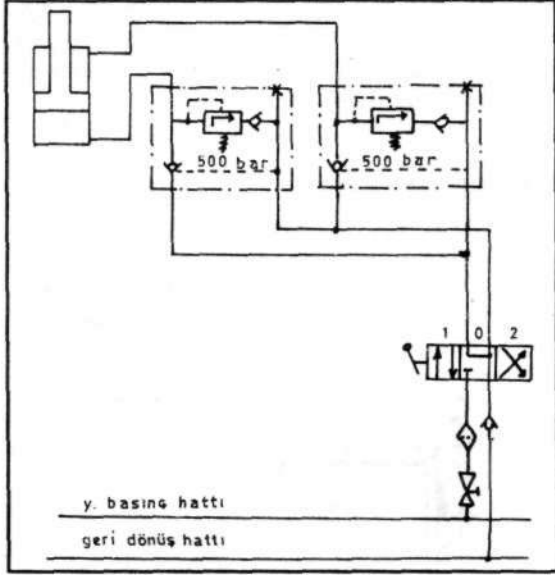 500 bar
500 bar
1 0 2
y. basınç hattı
geri dönüş hattı